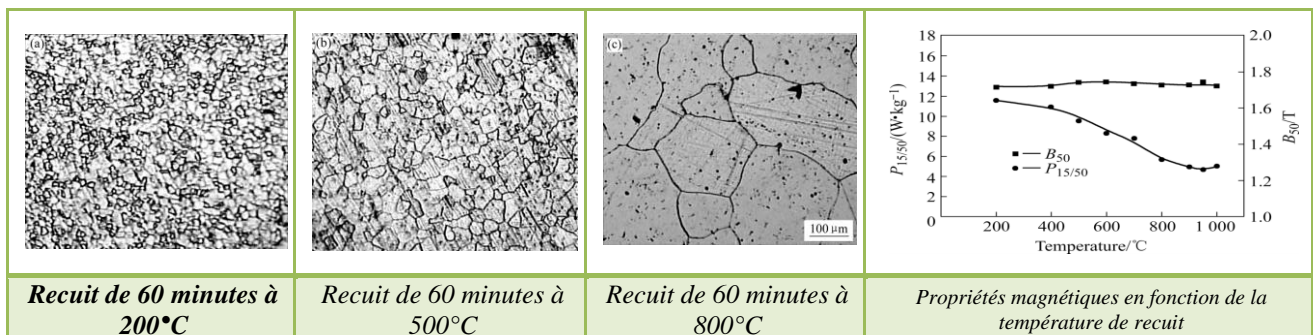 (a)
(b)
(c)
100 μm
18
16
14
12
10
8
6
4
2
0
P15/50/(W•kg-1)
B50
P15/50
200
400
600
800
1 000
Temperature/℃
2.0
1.8
1.6
1.4
1.2
1.0
B50/T
Recuit de 60 minutes à
200•C
Recuit de 60 minutes à
500°C
Recuit de 60 minutes à
800°C
Propriétés magnétiques en fonction de la
température de recuit